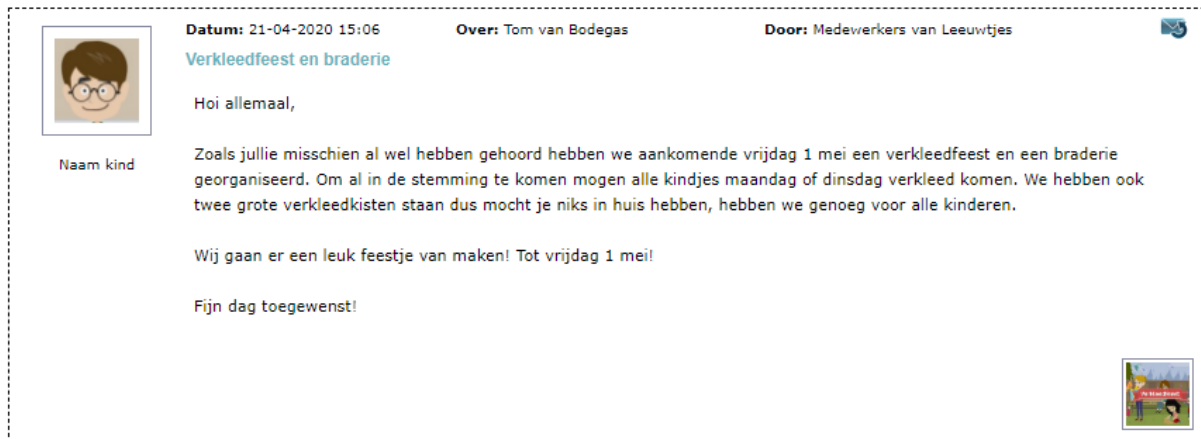 Datum: 21-04-2020 15:06 Over: Tom van Bodegas Door: Medewerkers van Leeuwtjes
Verkleedfeest en braderie
Hoi allemaal,
Naam kind
Zoals jullie misschien al wel hebben gehoord hebben we aankomende vrijdag 1 mei een verkleedfeest en een braderie
georganiseerd. Om al in de stemming te komen mogen alle kindjes maandag of dinsdag verkleed komen. We hebben ook
twee grote verkleedkisten staan dus mocht je niks in huis hebben, hebben we genoeg voor alle kinderen.
Wij gaan er een leuk feestje van maken! Tot vrijdag 1 mei!
Fijn dag toegewenst!